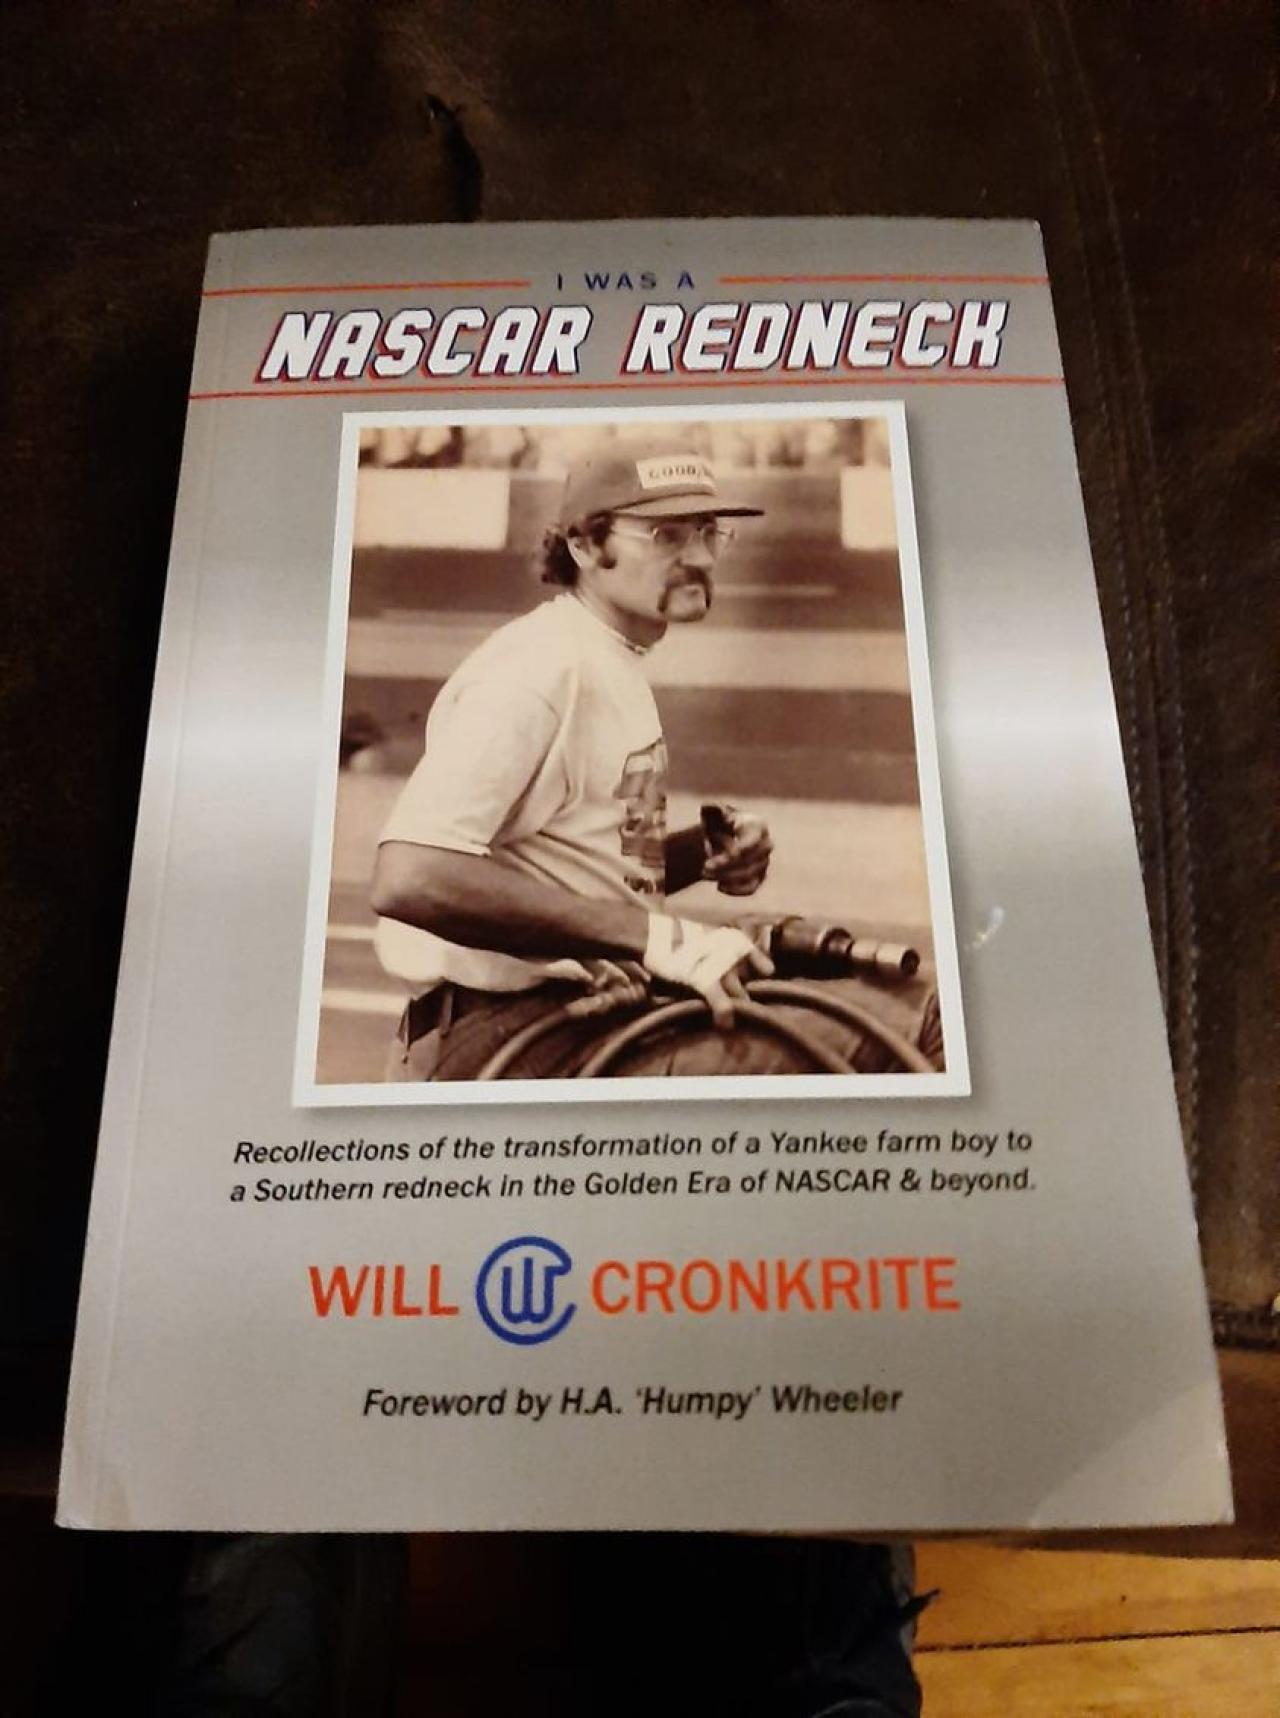 I WAS A
NASCAR REDNECK
Recollections of the transformation of a Yankee farm boy to
a Southern redneck in the Golden Era of NASCAR & beyond.
WILL CRONKRITE
Foreword by H.A. 'Humpy' Wheeler